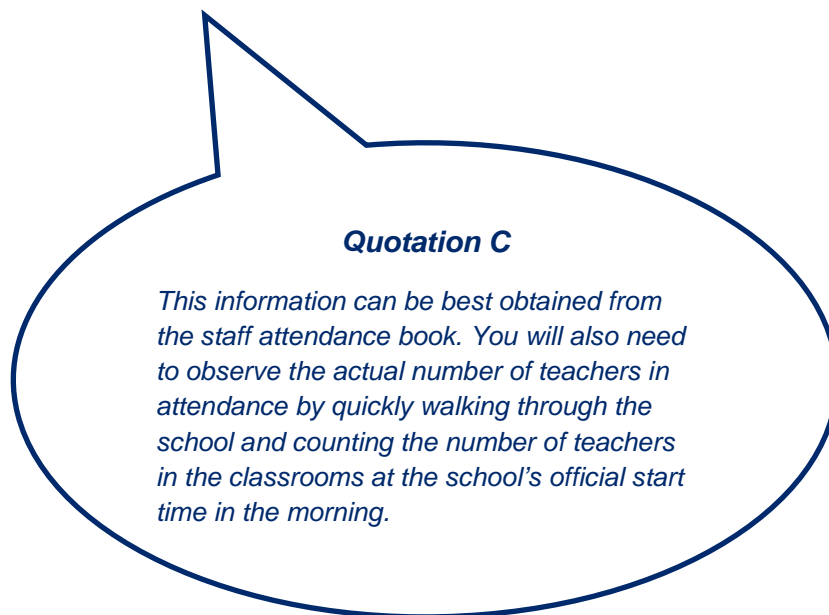 Quotation C
This information can be best obtained from
the staff attendance book. You will also need
to observe the actual number of teachers in
attendance by quickly walking through the
school and counting the number of teachers
in the classrooms at the school’s official start
time in the morning.